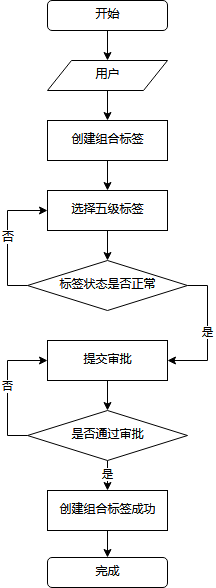 开始
用户
创建组合标签
选择五级标签
否
标签状态是否正常
是
提交审批
否
是否通过审批
是
创建组合标签成功
完成